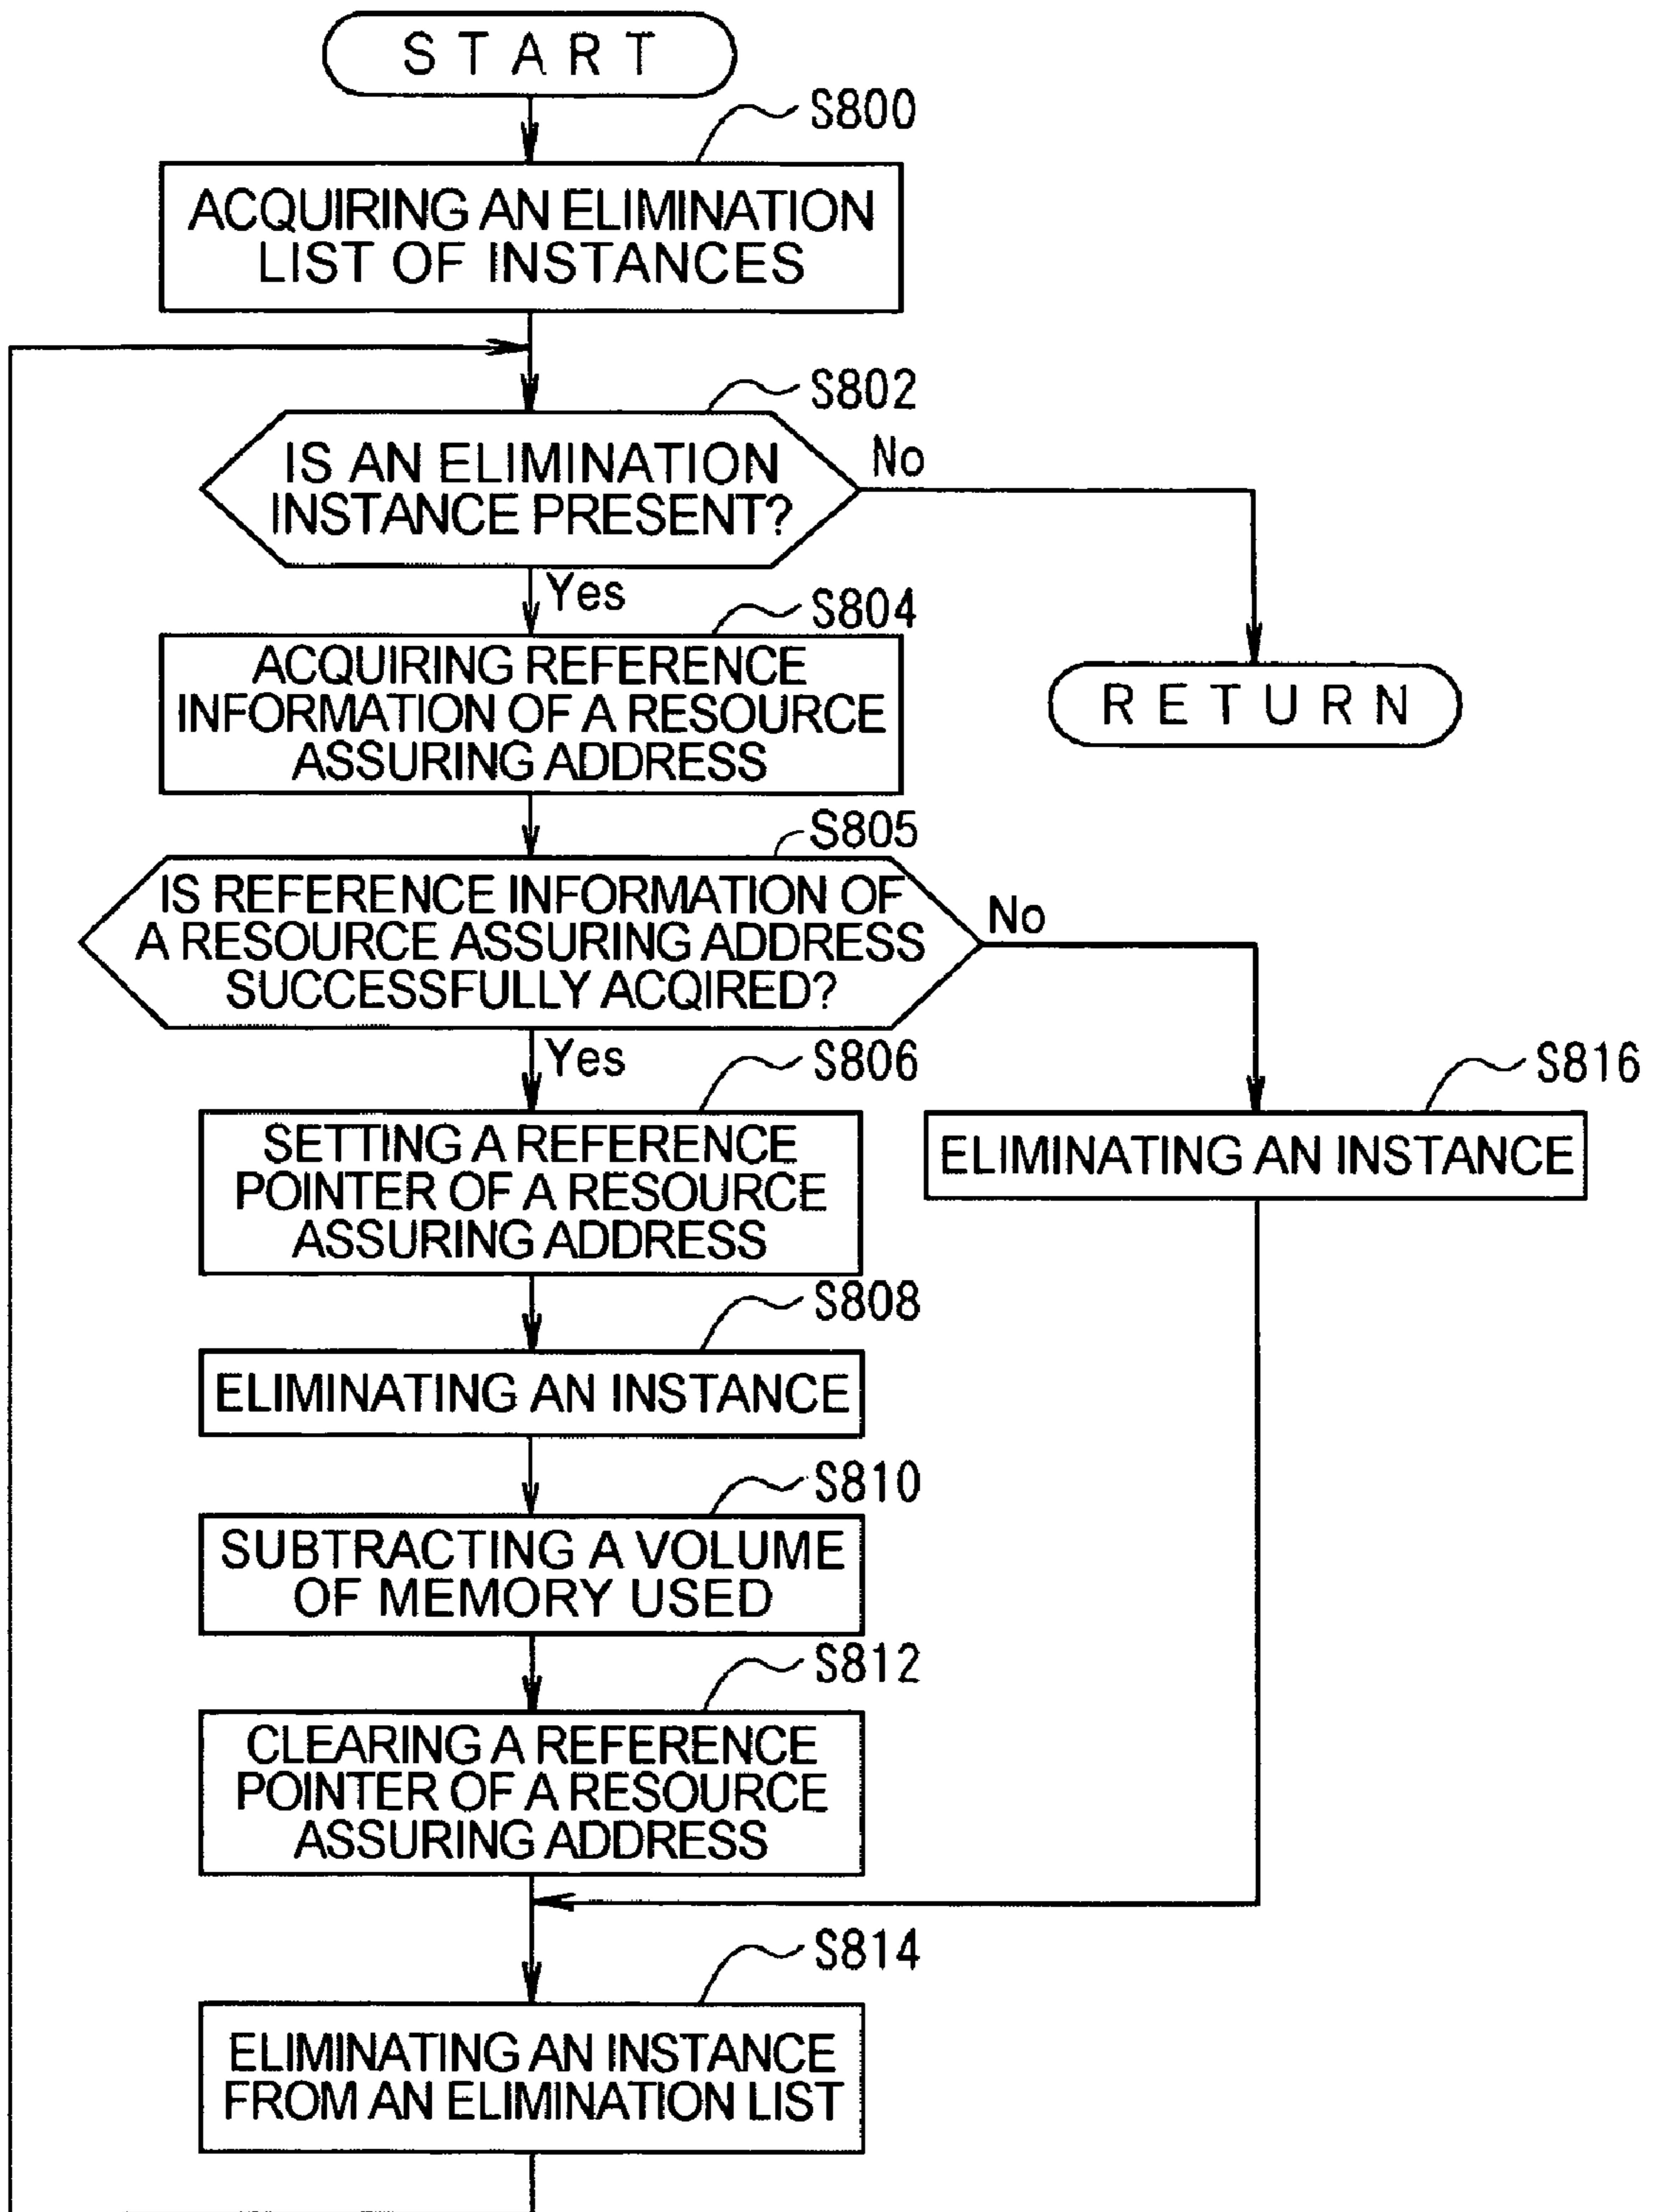 START
S800
ACQUIRING AN ELIMINATION
LIST OF INSTANCES
S802
IS AN ELIMINATION
INSTANCE PRESENT?
No
Yes
S804
ACQUIRING REFERENCE
INFORMATION OF A RESOURCE
ASSURING ADDRESS
RETURN
S805
IS REFERENCE INFORMATION OF
A RESOURCE ASSURING ADDRESS
SUCCESSFULLY ACQIRED?
No
Yes
S806
SETTING A REFERENCE
POINTER OF A RESOURCE
ASSURING ADDRESS
S816
ELIMINATING AN INSTANCE
S808
ELIMINATING AN INSTANCE
S810
SUBTRACTING A VOLUME
OF MEMORY USED
S812
CLEARING A REFERENCE
POINTER OF A RESOURCE
ASSURING ADDRESS
S814
ELIMINATING AN INSTANCE
FROM AN ELIMINATION LIST